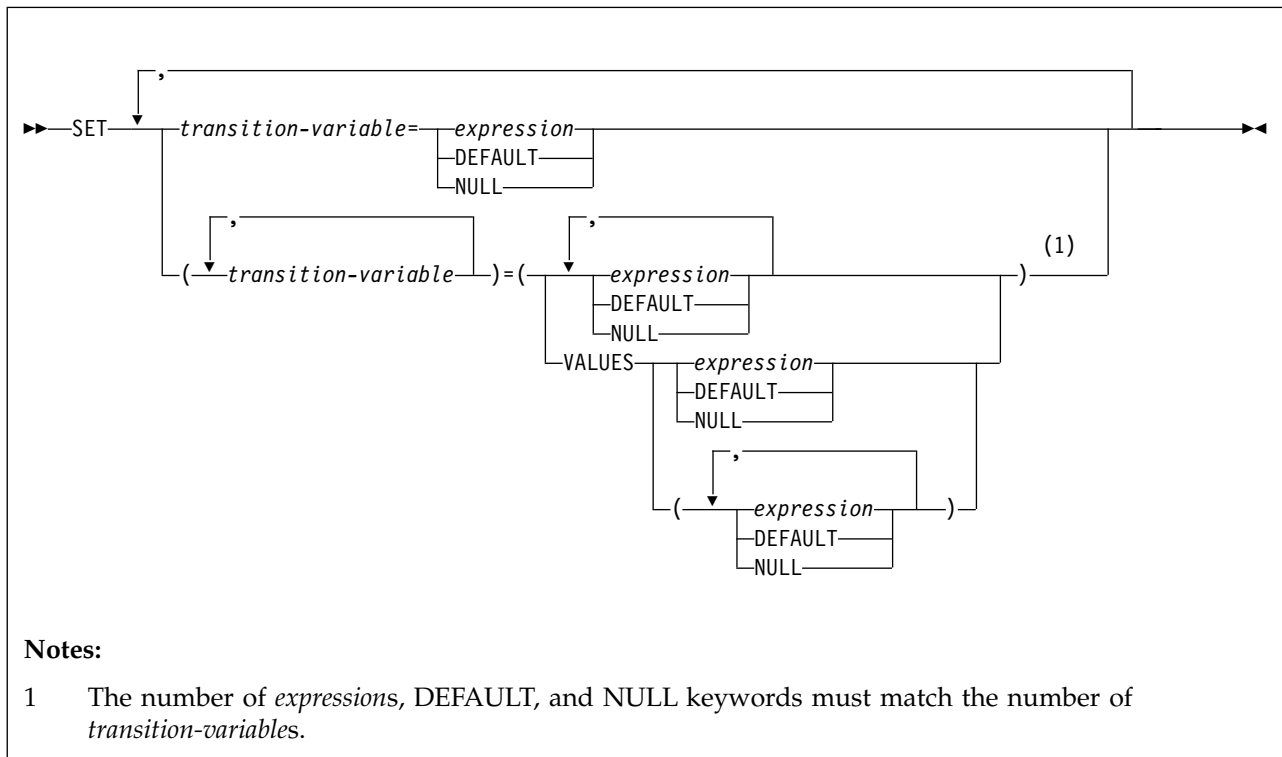 ,
►►—SET—transition-variable=—expression—►◄
DEFAULT
NULL
, ,
(1)
(—transition-variable—)=(—expression—)
DEFAULT
NULL
VALUES—expression
DEFAULT
NULL
,
(—expression—)
DEFAULT
NULL
Notes:
1 The number of expressions, DEFAULT, and NULL keywords must match the number of
transition-variables.